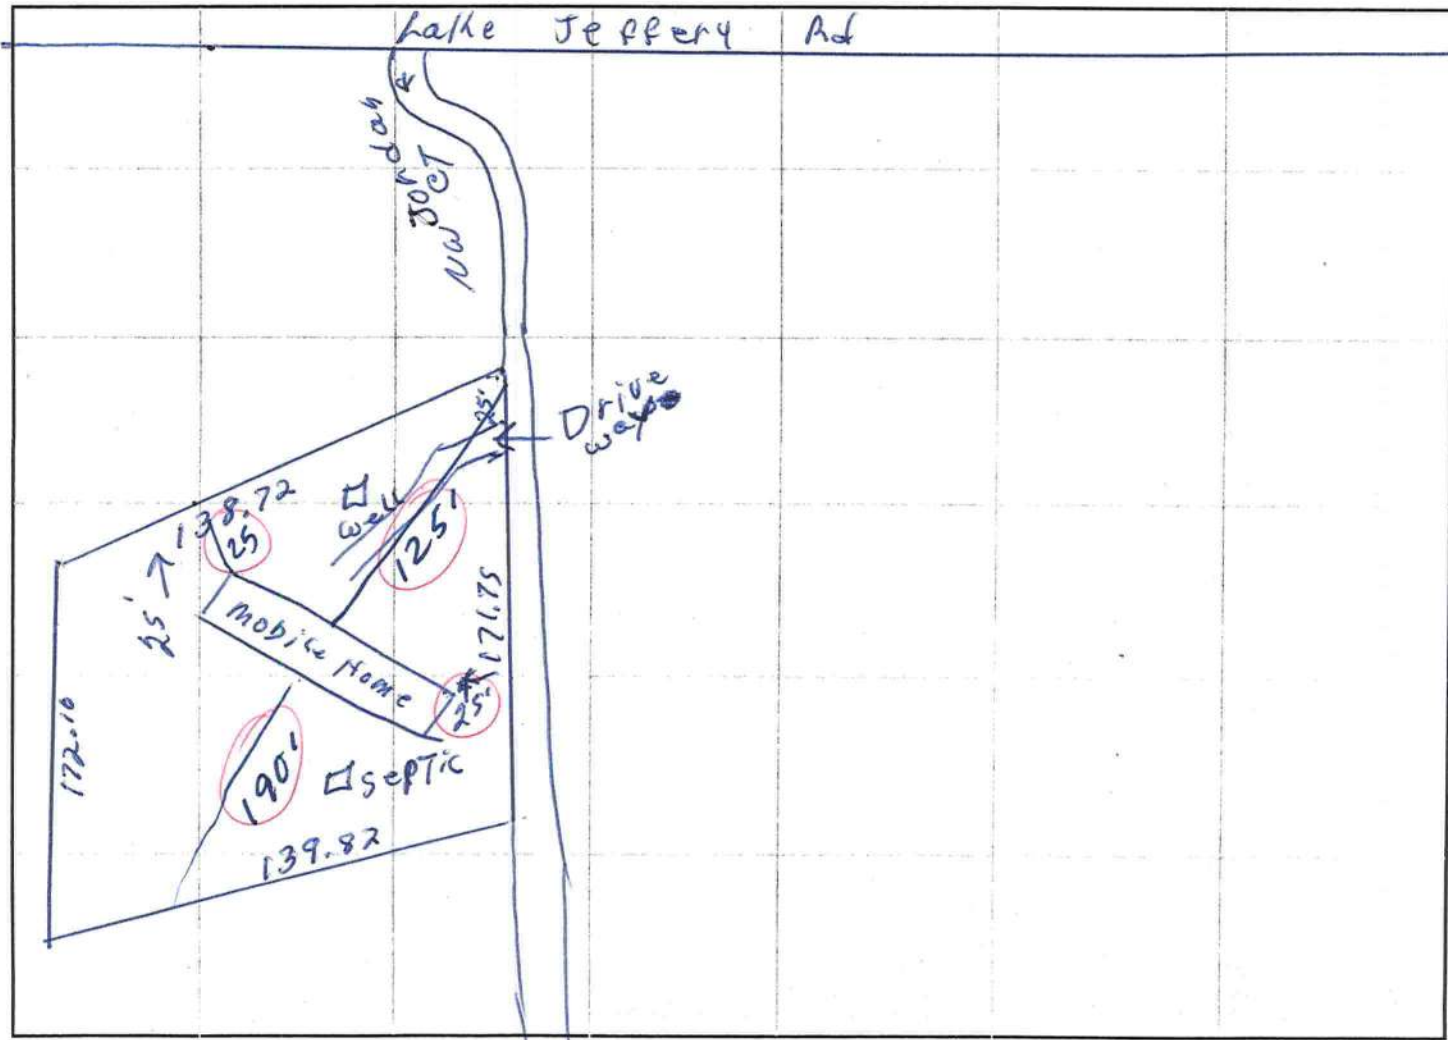 Lake Jeffery Rd
NW Jordan CT
Drive way
25'
138.72
25
25'
Well
125'
171.75
Mobile Home
25'
172.10
190'
Septic
139.82